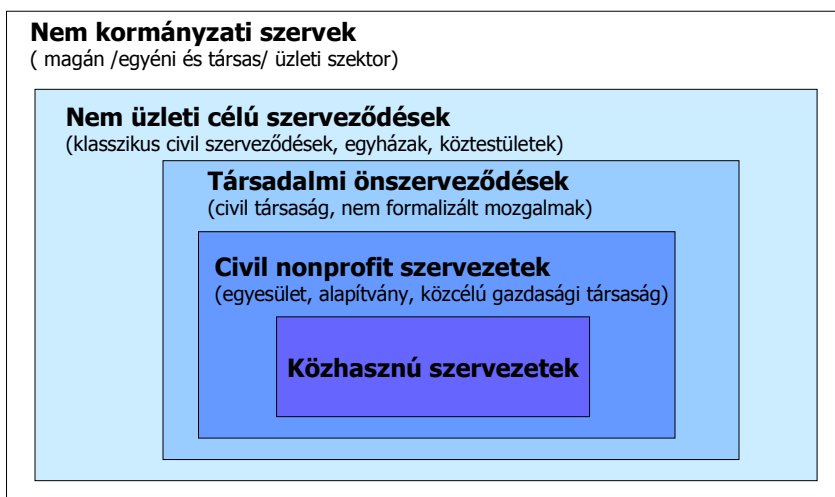 Nem kormányzati szervek
( magán /egyéni és társas/ üzleti szektor)
Nem üzleti célú szerveződések
(klasszikus civil szerveződések, egyházak, köztestületek)
Társadalmi önszerveződések
(civil társaság, nem formalizált mozgalmak)
Civil nonprofit szervezetek
(egyesület, alapítvány, közcélú gazdasági társaság)
Közhasznú szervezetek